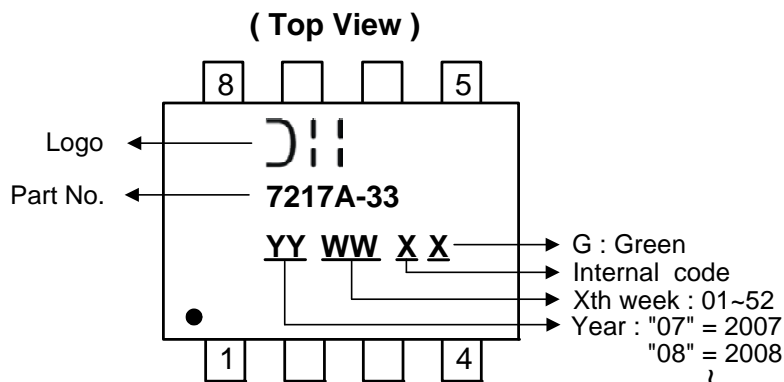 ( Top View )
8 5
Logo
Part No.
7217A-33
YY WW X X
G : Green
Internal code
Xth week : 01~52
Year : "07" = 2007
"08" = 2008
~
1 4